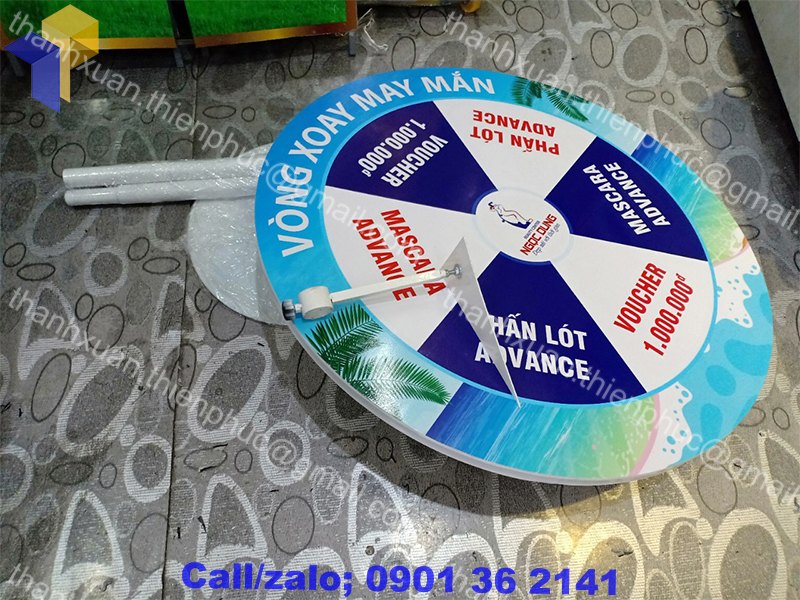 VÒNG XOAY MAY MẮN
VOUCHER
1.000.000đ
PHẤN LÓT
ADVANCE
MASCARA
ADVANCE
VOUCHER
1.000.000đ
HẤN LÓT
ADVANCE
MASCARA
ADVANCE
NGỌC DUNG
thanhxuan.thienphuc@gmail.com
Call/zalo; 0901 36 2141